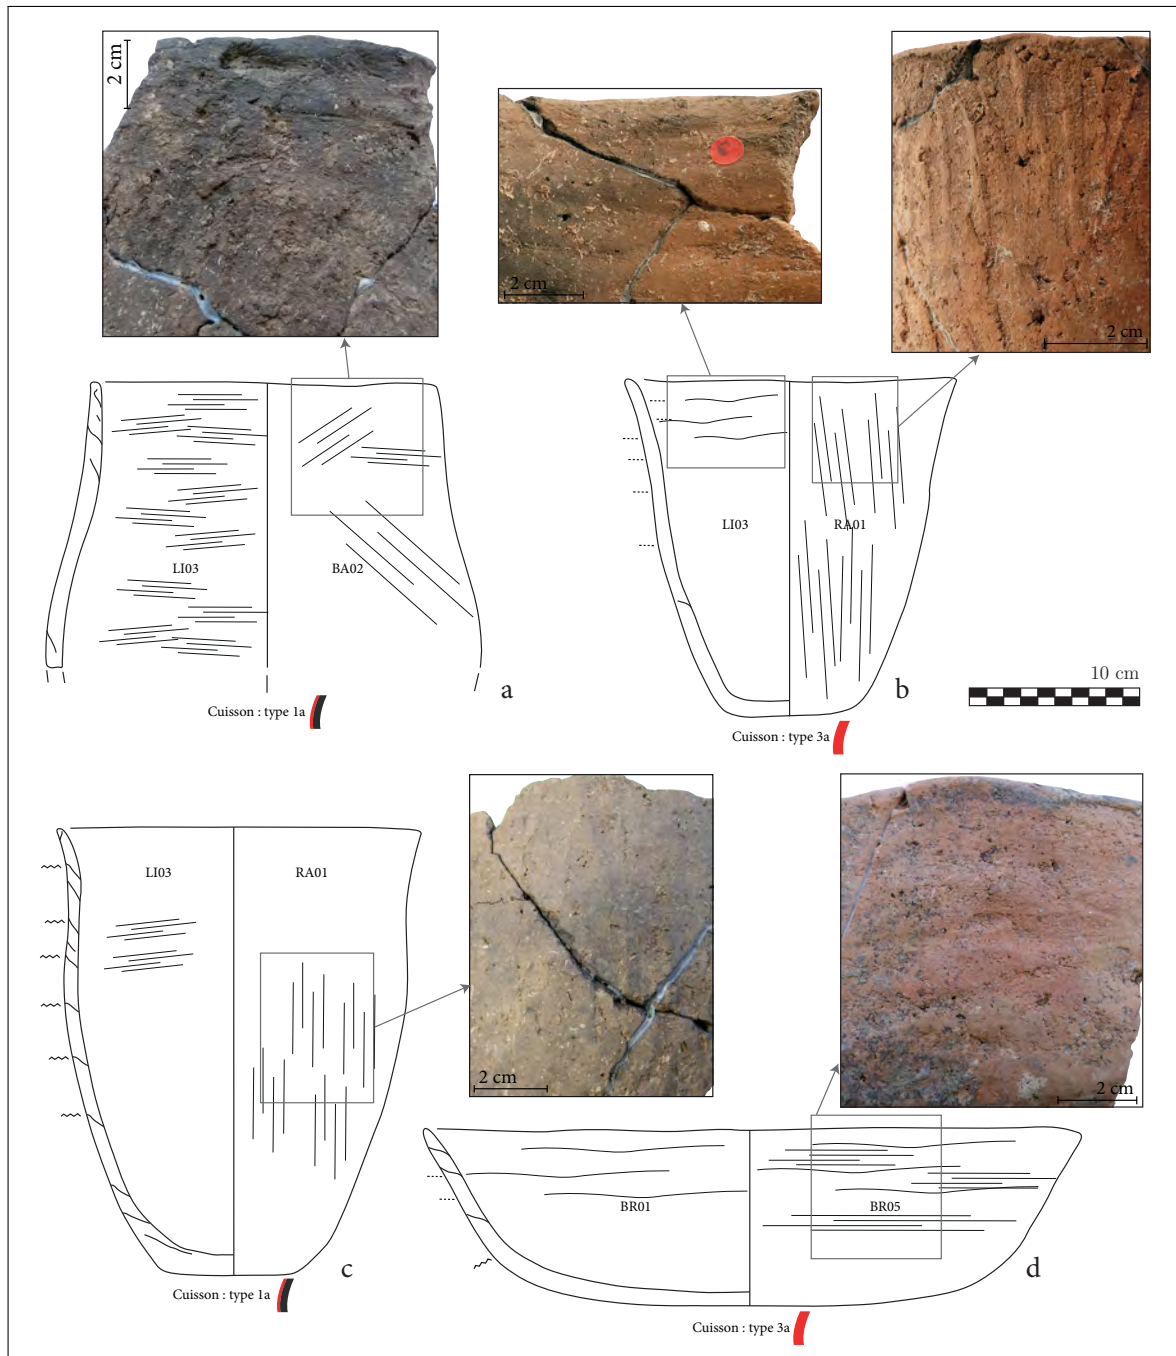 2 cm
2 cm
2 cm
LI03
BA02
LI03
RA01
a
b
10 cm
Cuisson : type 1a
Cuisson : type 3a
LI03
RA01
2 cm
2 cm
BR01
BR05
c
d
Cuisson : type 1a
Cuisson : type 3a